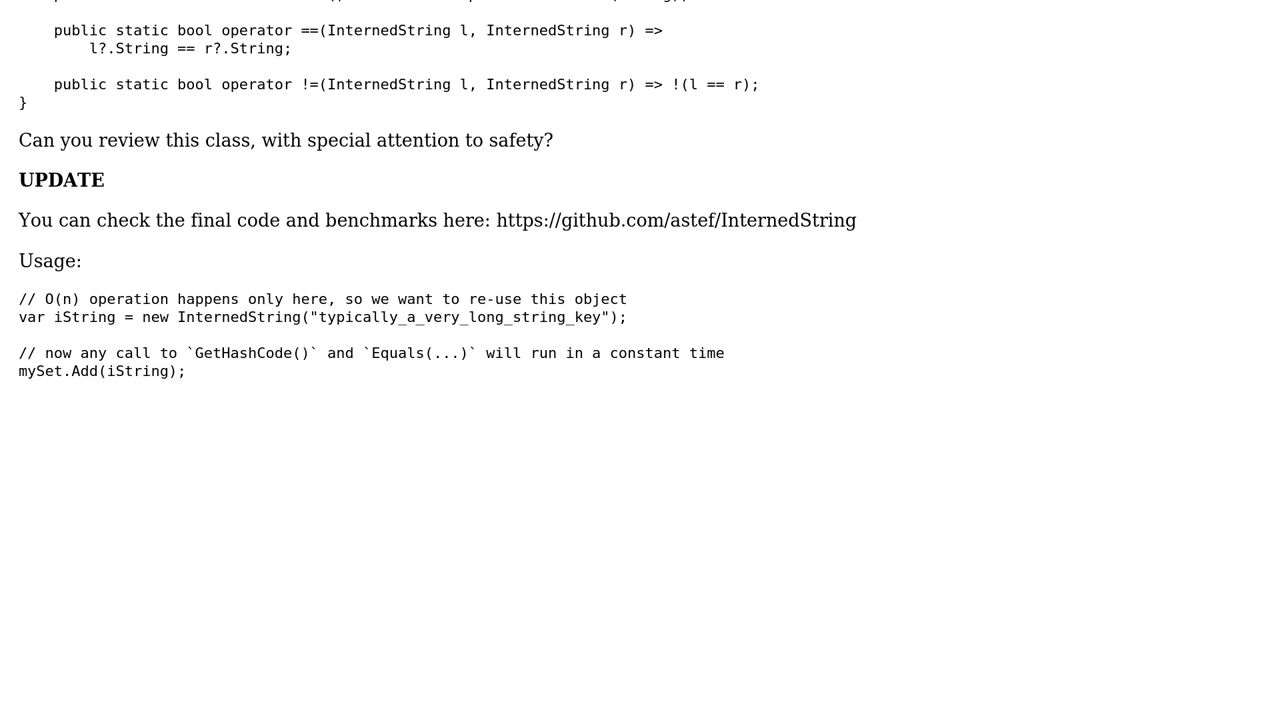 public static bool operator ==(InternedString l, InternedString r) =>
l?.String == r?.String;
public static bool operator !=(InternedString l, InternedString r) => !(l == r);
}
Can you review this class, with special attention to safety?
UPDATE
You can check the final code and benchmarks here: https://github.com/astef/InternedString
Usage:
// O(n) operation happens only here, so we want to re-use this object
var iString = new InternedString("typically_a_very_long_string_key");
// now any call to `GetHashCode()` and `Equals(...)` will run in a constant time
mySet.Add(iString);